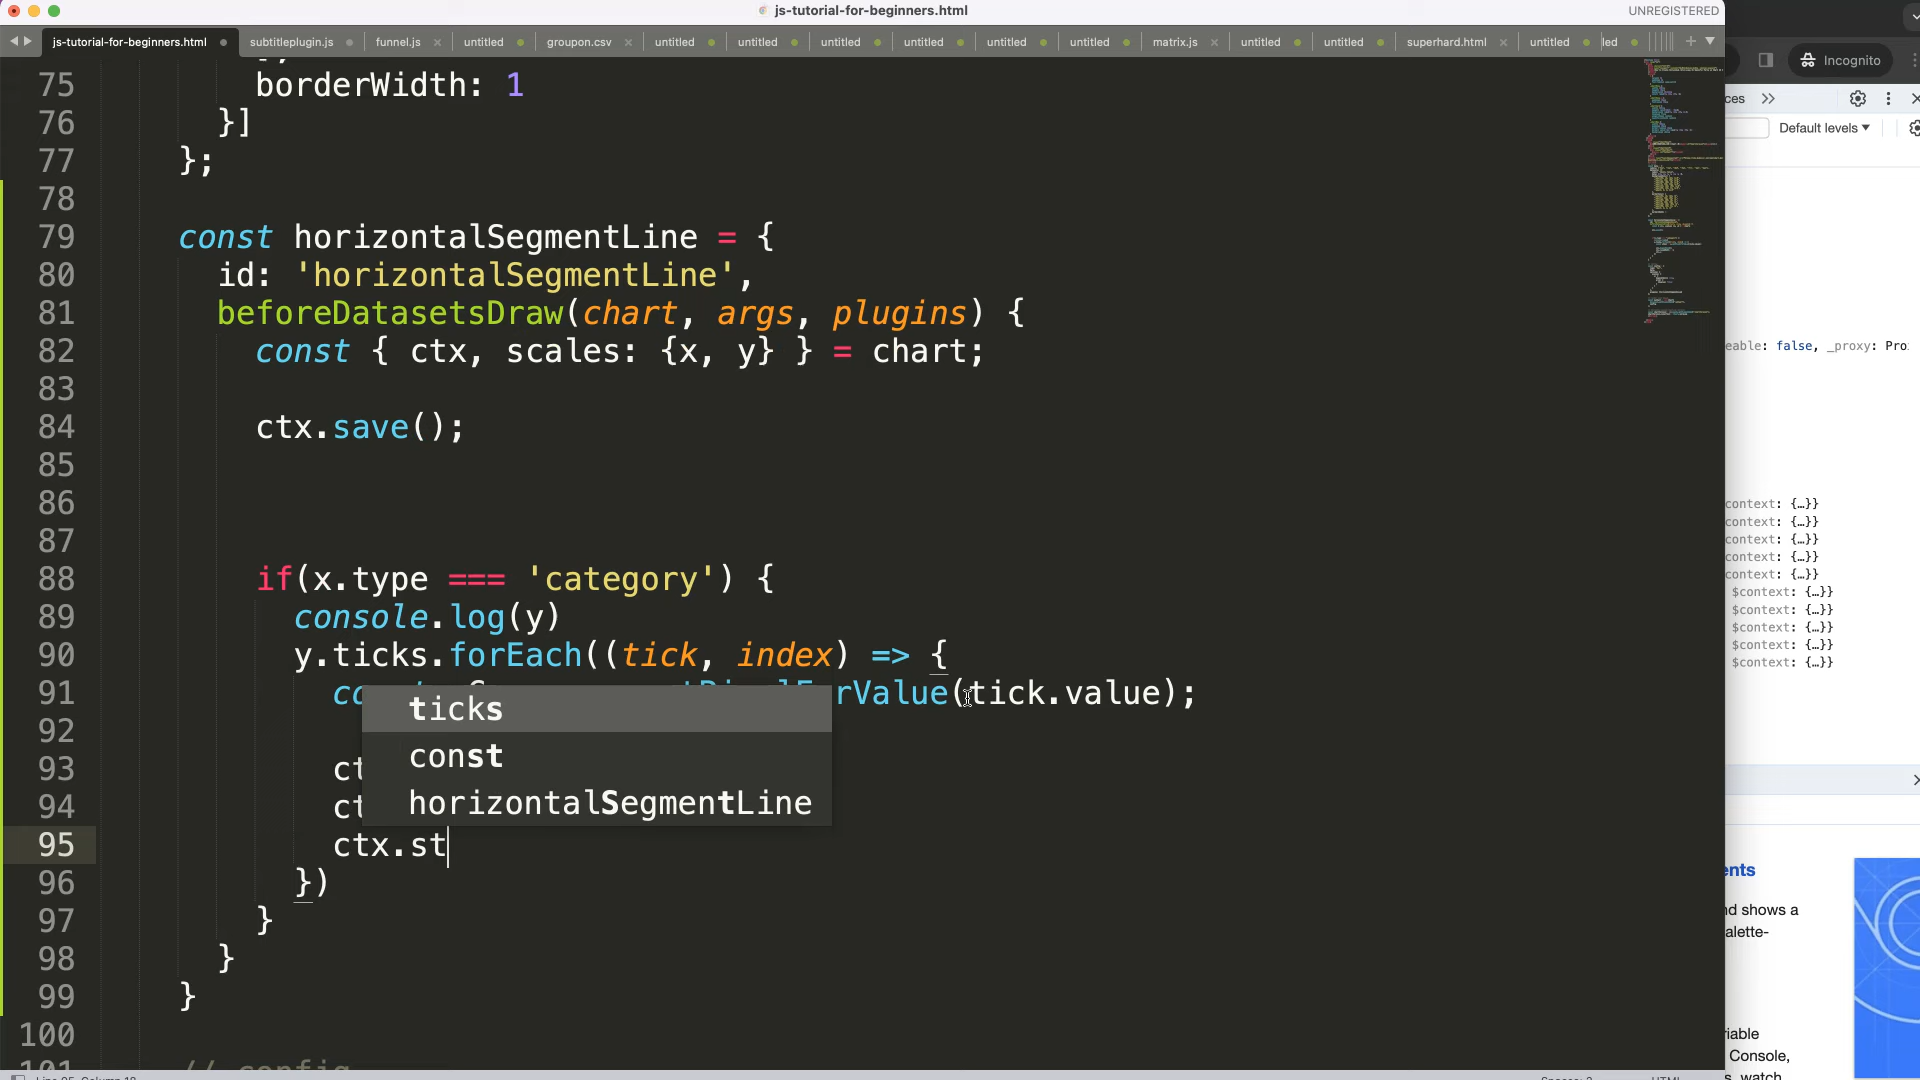 js-tutorial-for-beginners.html
UNREGISTERED
js-tutorial-for-beginners.html subtitleplugin.js funnel.js untitled groupon.csv untitled untitled untitled untitled untitled untitled matrix.js untitled untitled superhard.html untitled led
Incognito
ces
Default levels
75 borderWidth: 1
76 }]
77 };
78
79 const horizontalSegmentLine = {
80 id: 'horizontalSegmentLine',
81 beforeDatasetsDraw(chart, args, plugins) {
82 const { ctx, scales: {x, y} } = chart;
83
84 ctx.save();
85
86
87
88 if(x.type === 'category') {
89 console.log(y)
90 y.ticks.forEach((tick, index) => {
91 rValue(tick.value);
92
93
94
95 ctx.st
96 })
97 }
98 }
99 }
100
ticks
const
horizontalSegmentLine
eable: false, _proxy: Pro
context: {…}}
context: {…}}
context: {…}}
context: {…}}
context: {…}}
$context: {…}}
$context: {…}}
$context: {…}}
$context: {…}}
$context: {…}}
ents
nd shows a
alette-
riable
Console,
s, watch